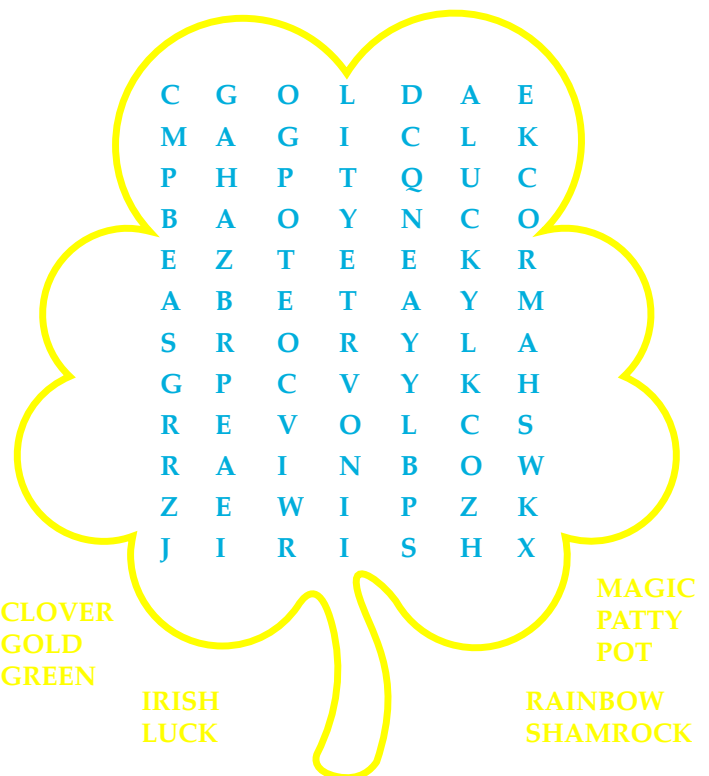 C G O L D A E
M A G I C L K
P H P T Q U C
B A O Y N C O
E Z T E E K R
A B E T A Y M
S R O R Y L A
G P C V Y K H
R E V O L C S
R A I N B O W
Z E W I P Z K
J I R I S H X
CLOVER
GOLD
GREEN
IRISH
LUCK
MAGIC
PATTY
POT
RAINBOW
SHAMROCK